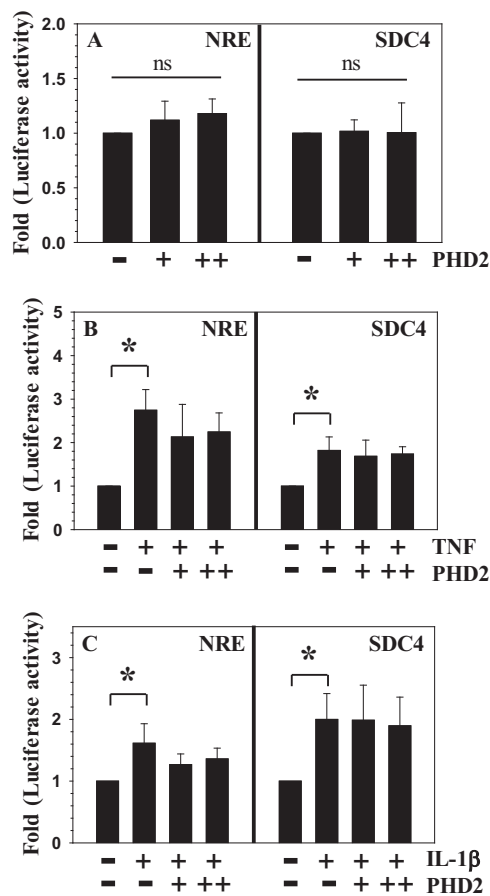 A NRE SDC4
ns ns
Fold (Luciferase activity)
2.0
1.5
1.0
0.5
0.0
- + ++ - + ++ PHD2
B NRE SDC4
* *
Fold (Luciferase activity)
5
4
3
2
1
0
- + + + - + + + TNF
- - + ++ - - + ++ PHD2
C NRE SDC4
* *
Fold (Luciferase activity)
3
2
1
0
- + + + - + + + IL-1β
- - + ++ - - + ++ PHD2